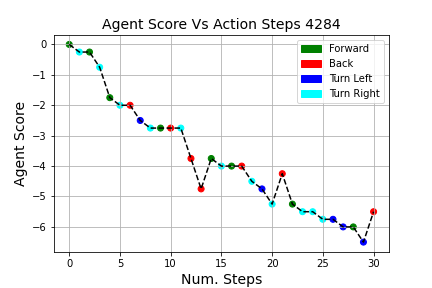 Agent Score Vs Action Steps 4284
Forward
Back
Turn Left
Turn Right
Agent Score
0
−1
−2
−3
−4
−5
−6
0 5 10 15 20 25 30
Num. Steps